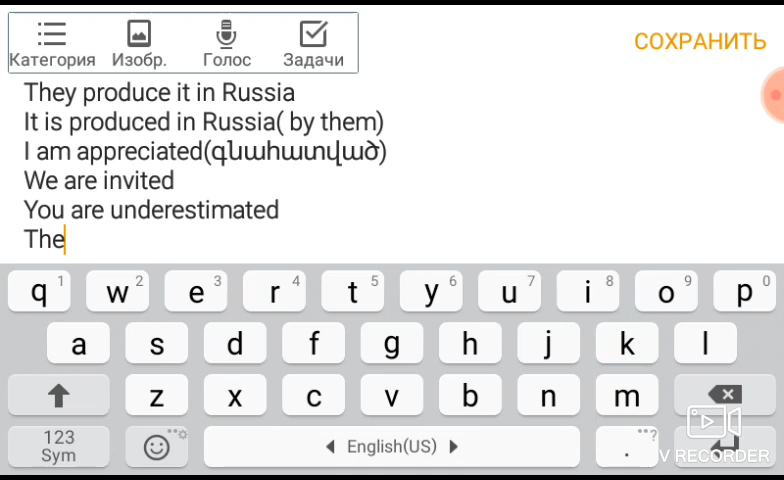 Категория Изобр. Голос Задачи
СОХРАНИТЬ
They produce it in Russia
It is produced in Russia( by them)
I am appreciated(գնահատված)
We are invited
You are underestimated
The
q 1 w 2 e 3 r 4 t 5 y 6 u 7 i 8 o 9 p 0
a s d f g h j k l
z x c v b n m
123 Sym English(US) . ?
V RECORDER